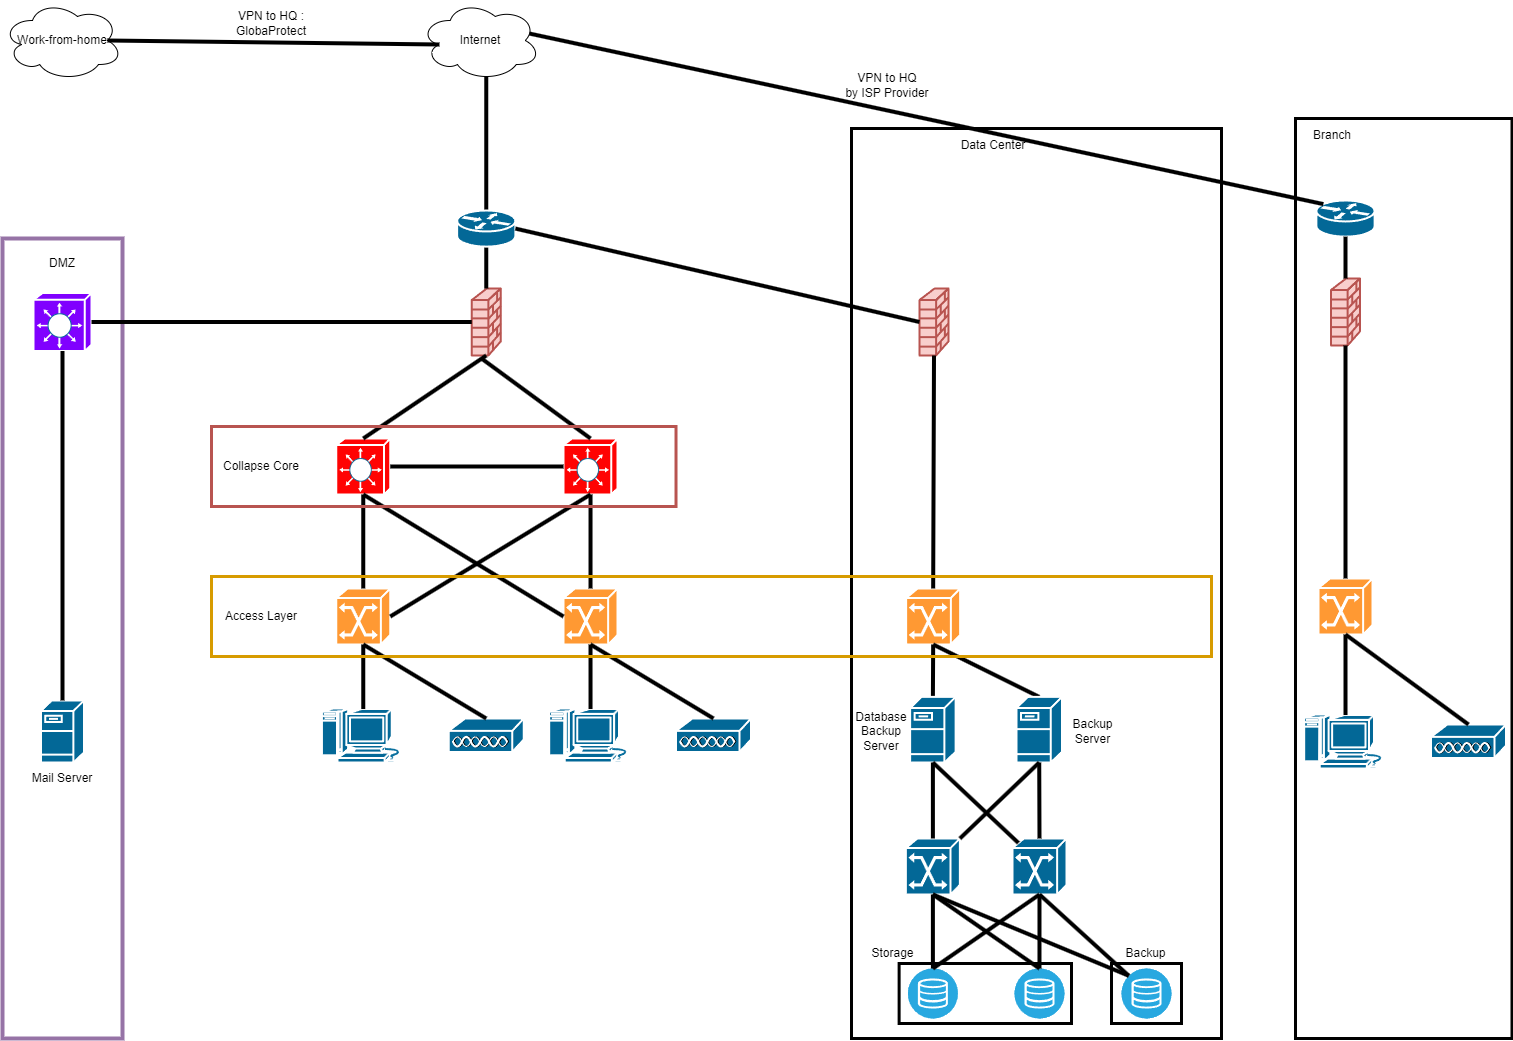 VPN to HQ :
GlobaProtect
Work-from-home
Internet
VPN to HQ
by ISP Provider
Data Center
Branch
DMZ
Collapse Core
Access Layer
Database
Backup
Server
Backup
Server
Mail Server
Storage
Backup